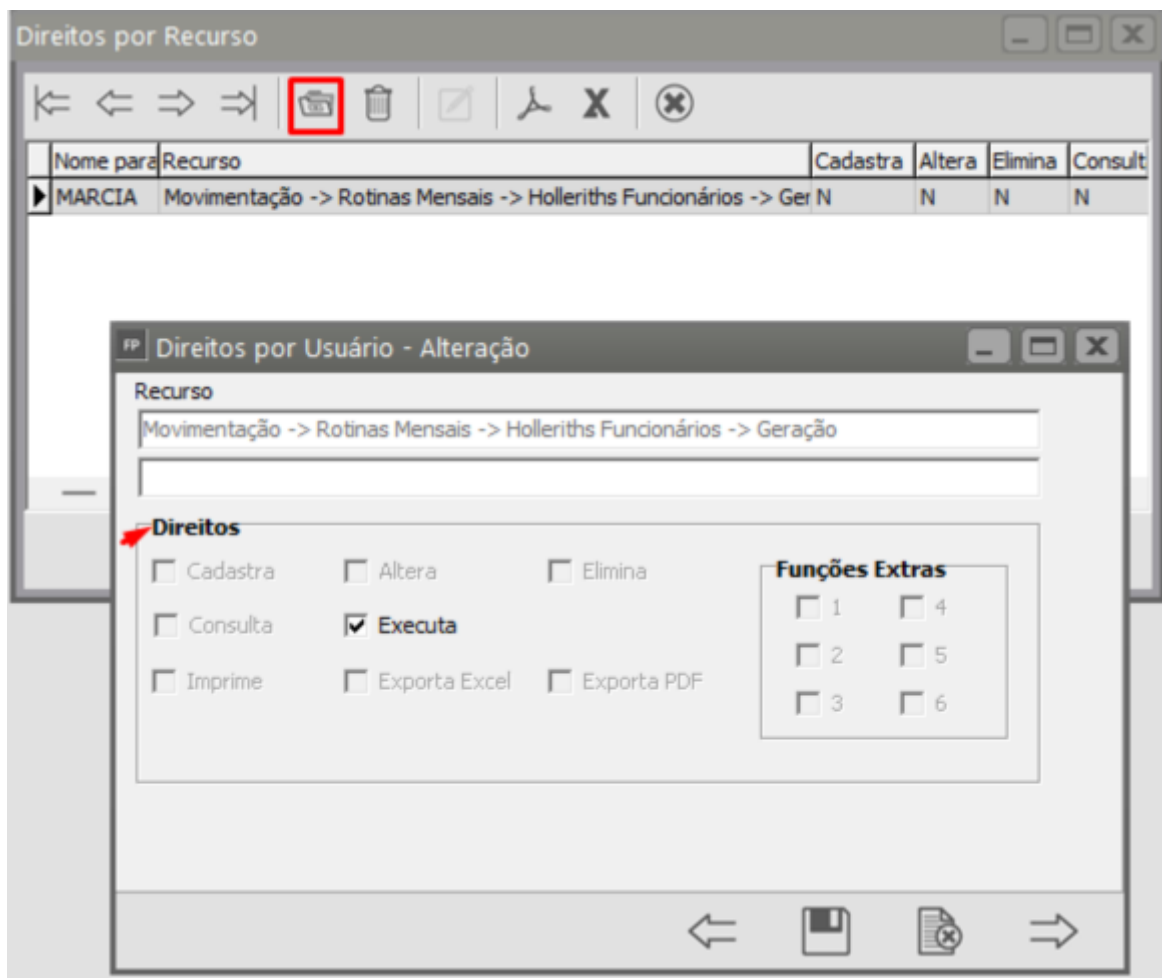 Direitos por Recurso
Nome para Recurso Cadastra Altera Elimina Consult
MARCIA Movimentação -> Rotinas Mensais -> Holleriths Funcionários -> Ger N N N N
FP Direitos por Usuário - Alteração
Recurso
Movimentação -> Rotinas Mensais -> Holleriths Funcionários -> Geração
Direitos
Cadastra Altera Elimina Funções Extras
1 4
Consulta Executa
2 5
Imprime Exporta Excel Exporta PDF
3 6